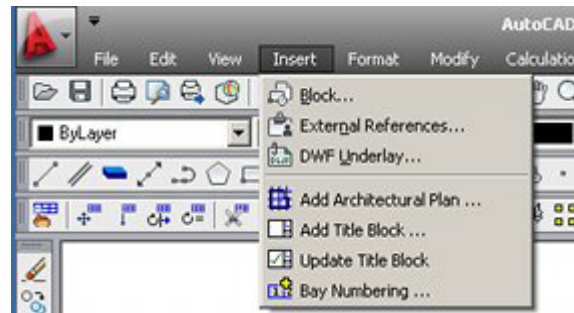 AutoCAD
File Edit View Insert Format Modify Calculatio
ByLayer
Block...
External References...
DWF Underlay...
Add Architectural Plan ...
Add Title Block ...
Update Title Block
Bay Numbering ...